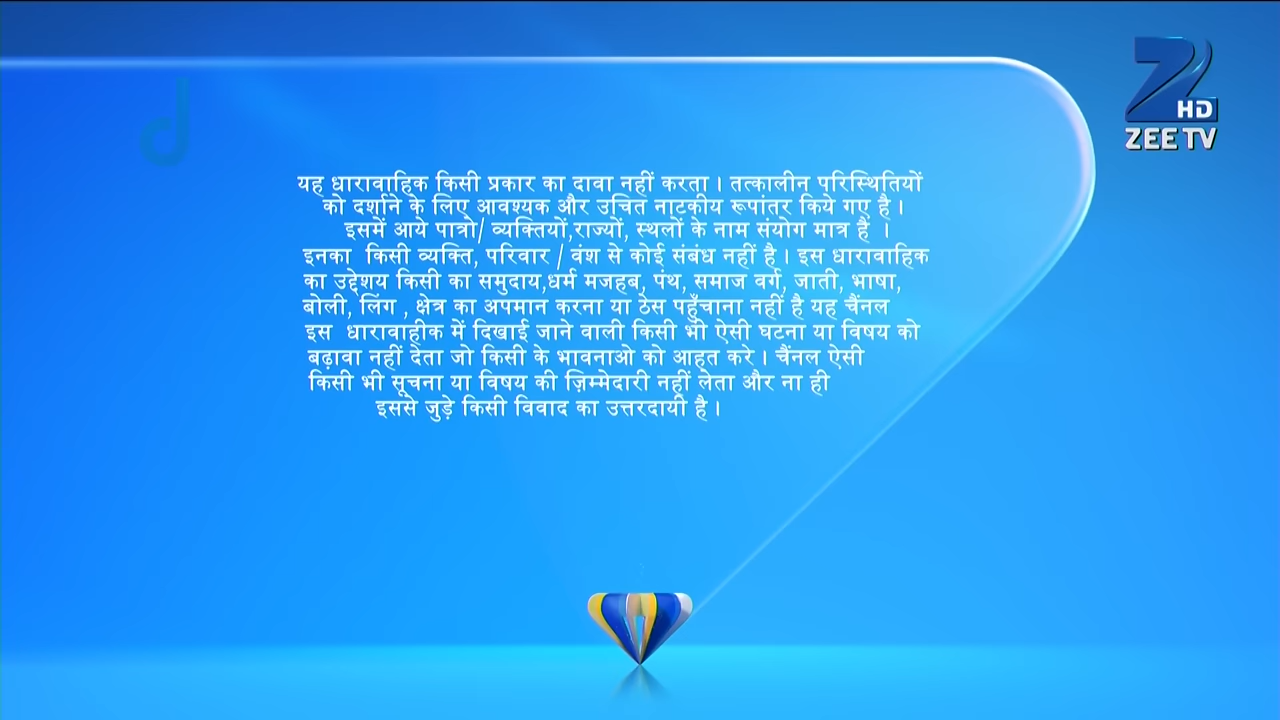 HD
ZEE TV
यह धारावाहिक किसी प्रकार का दावा नहीं करता । तत्कालीन परिस्थितियों
को दर्शाने के लिए आवश्यक और उचित नाटकीय रूपांतर किये गए है ।
इसमें आये पात्रो/ व्यक्तियों,राज्यों, स्थलों के नाम संयोग मात्र है ।
इनका किसी व्यक्ति, परिवार / वंश से कोई संबंध नहीं है । इस धारावाहिक
का उद्देशय किसी का समुदाय,धर्म मजहब, पंथ, समाज वर्ग, जाती, भाषा,
बोली, लिंग , क्षेत्र का अपमान करना या ठेस पहुँचाना नहीं है यह चैंनल
इस धारावाहीक में दिखाई जाने वाली किसी भी ऐसी घटना या विषय को
बढ़ावा नहीं देता जो किसी के भावनाओ को आहत करे । चैंनल ऐसी
किसी भी सूचना या विषय की ज़िम्मेदारी नहीं लेता और ना ही
इससे जुड़े किसी विवाद का उत्तरदायी है ।